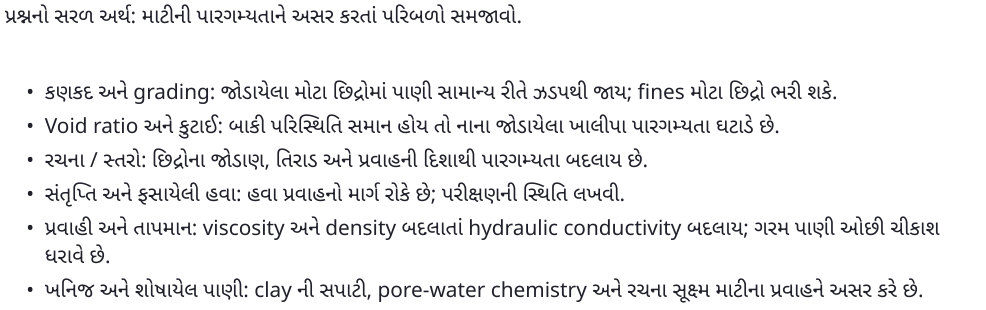 પ્રશ્નનો સરળ અર્થ: માટીની પારગમ્યતાને અસર કરતાં પરિબળો સમજાવો.
• કણકદ અને grading: જોડાયેલા મોટા છિદ્રોમાં પાણી સામાન્ય રીતે ઝડપથી જાય; fines મોટા છિદ્રો ભરી શકે.
• Void ratio અને કુટાઈ: બાકી પરિસ્થિતિ સમાન હોય તો નાના જોડાયેલા ખાલીપા પારગમ્યતા ઘટાડે છે.
• રચના / સ્તરો: છિદ્રોના જોડાણ, તિરાડ અને પ્રવાહની દિશાથી પારગમ્યતા બદલાય છે.
• સંતૃપ્તિ અને ફસાયેલી હવા: હવા પ્રવાહનો માર્ગ રોકે છે; પરીક્ષણની સ્થિતિ લખવી.
• પ્રવાહી અને તાપમાન: viscosity અને density બદલાતાં hydraulic conductivity બદલાય; ગરમ પાણી ઓછી ચીકાશ
ધરાવે છે.
• ખનિજ અને શોષાયેલ પાણી: clay ની સપાટી, pore-water chemistry અને રચના સૂક્ષ્મ માટીના પ્રવાહને અસર કરે છે.